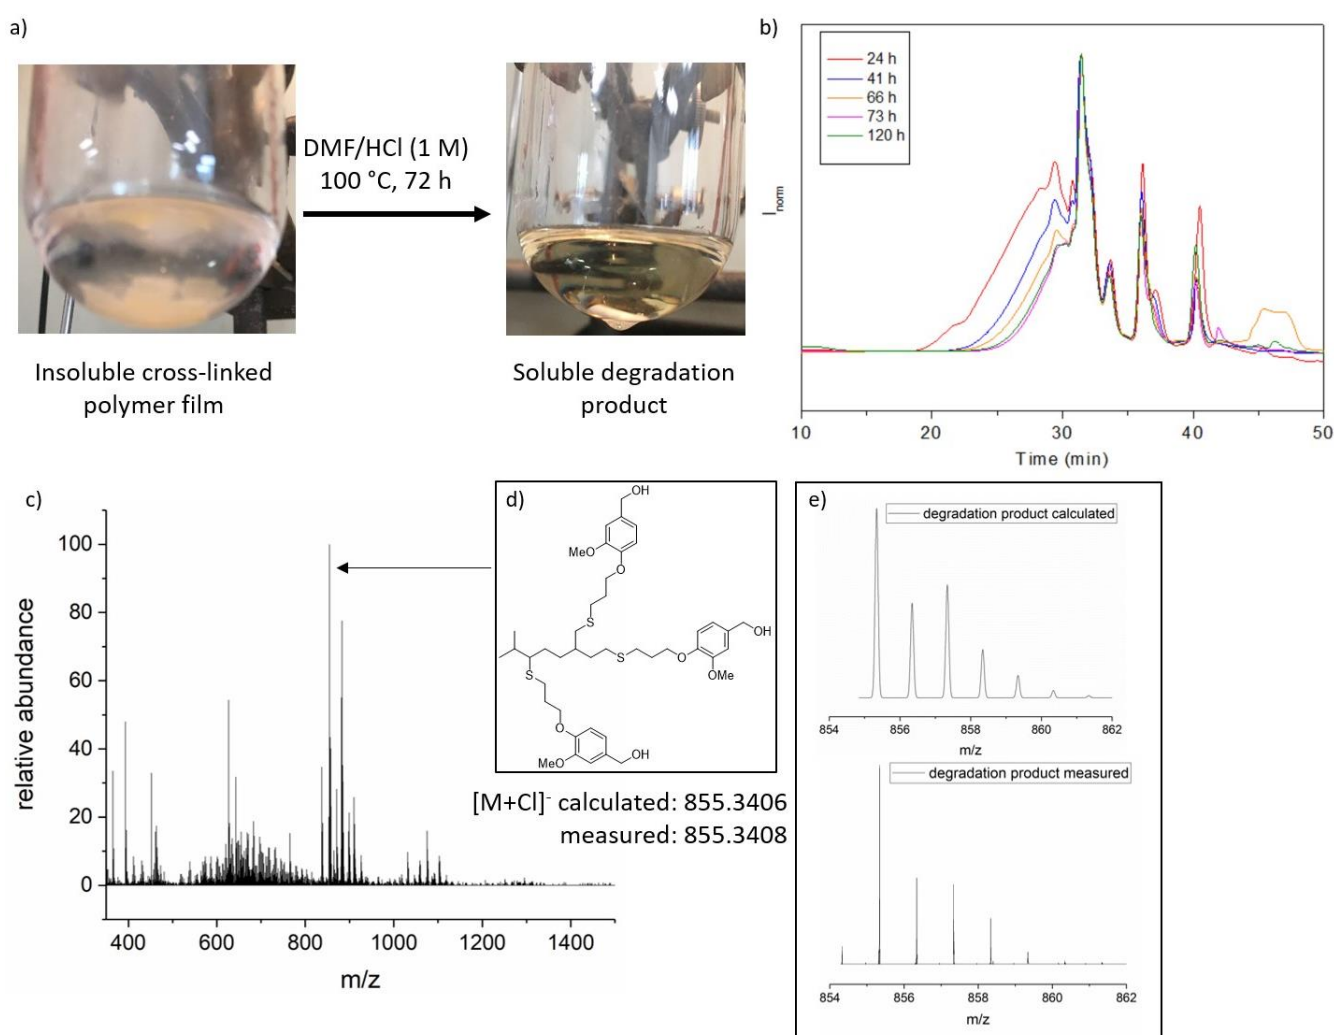 a)
DMF/HCl (1 M)
100 °C, 72 h
Insoluble cross-linked
polymer film
Soluble degradation
product
b)
24 h
41 h
66 h
73 h
120 h
I norm
10 20 30 40 50
Time (min)
c)
relative abundance
100
80
60
40
20
0
400 600 800 1000 1200 1400
m/z
d)
OH
MeO
O
S
OH
S
O
OMe
S
O
MeO
OH
[M+Cl]- calculated: 855.3406
measured: 855.3408
e)
degradation product calculated
854 856 858 860 862
m/z
degradation product measured
854 856 858 860 862
m/z